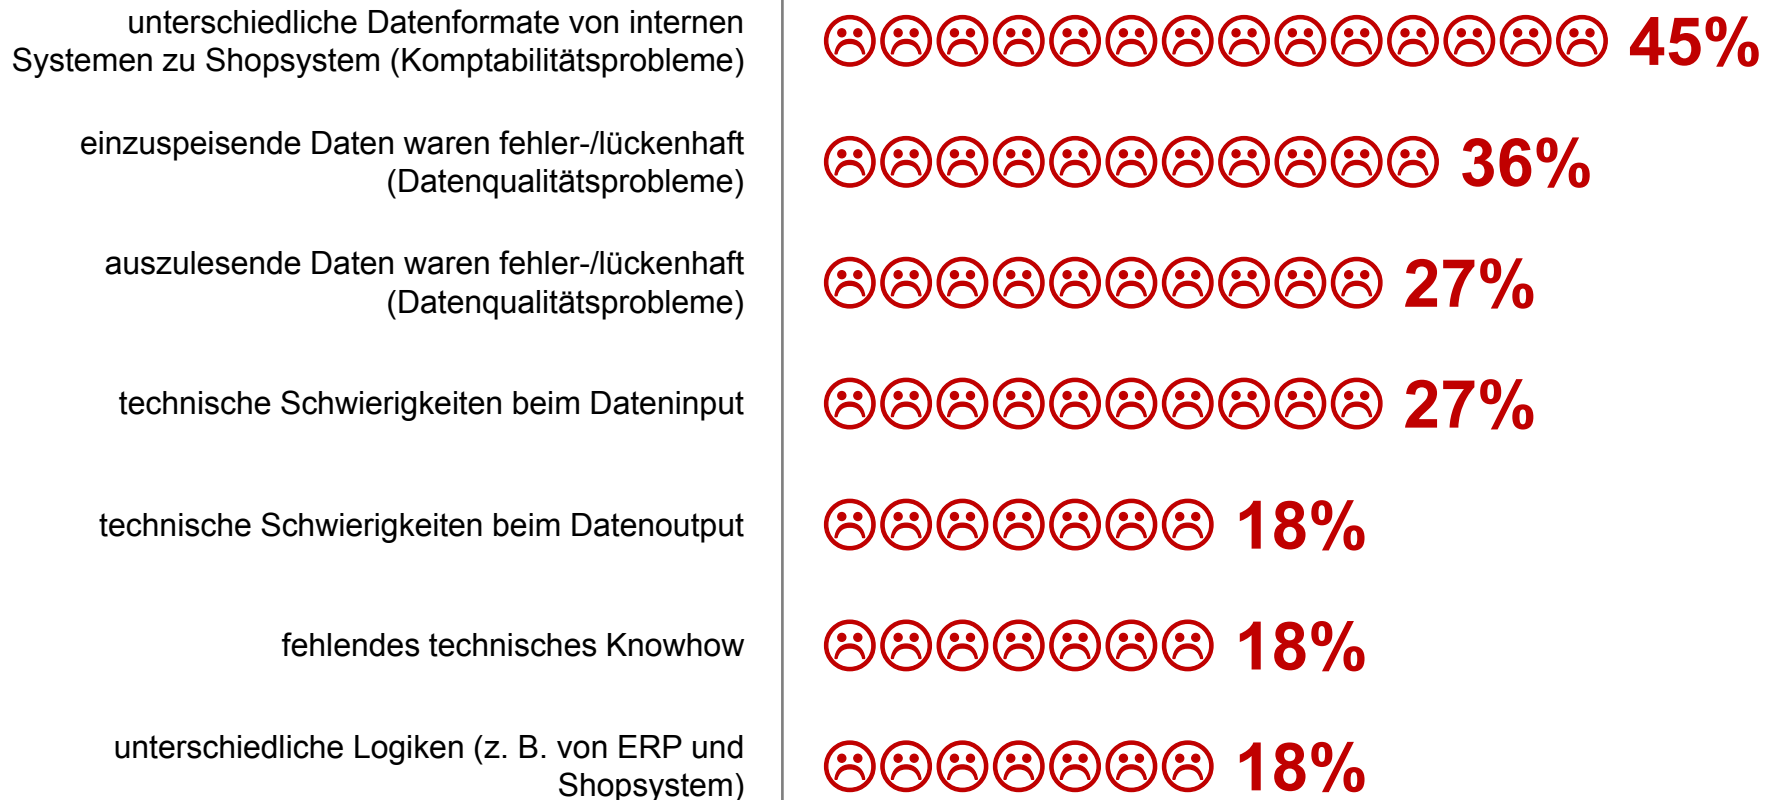 unterschiedliche Datenformate von internen
Systemen zu Shopsystem (Komptabilitätsprobleme)
45%
einzuspeisende Daten waren fehler-/lückenhaft
(Datenqualitätsprobleme)
36%
auszulesende Daten waren fehler-/lückenhaft
(Datenqualitätsprobleme)
27%
technische Schwierigkeiten beim Dateninput
27%
technische Schwierigkeiten beim Datenoutput
18%
fehlendes technisches Knowhow
18%
unterschiedliche Logiken (z. B. von ERP und
Shopsystem)
18%